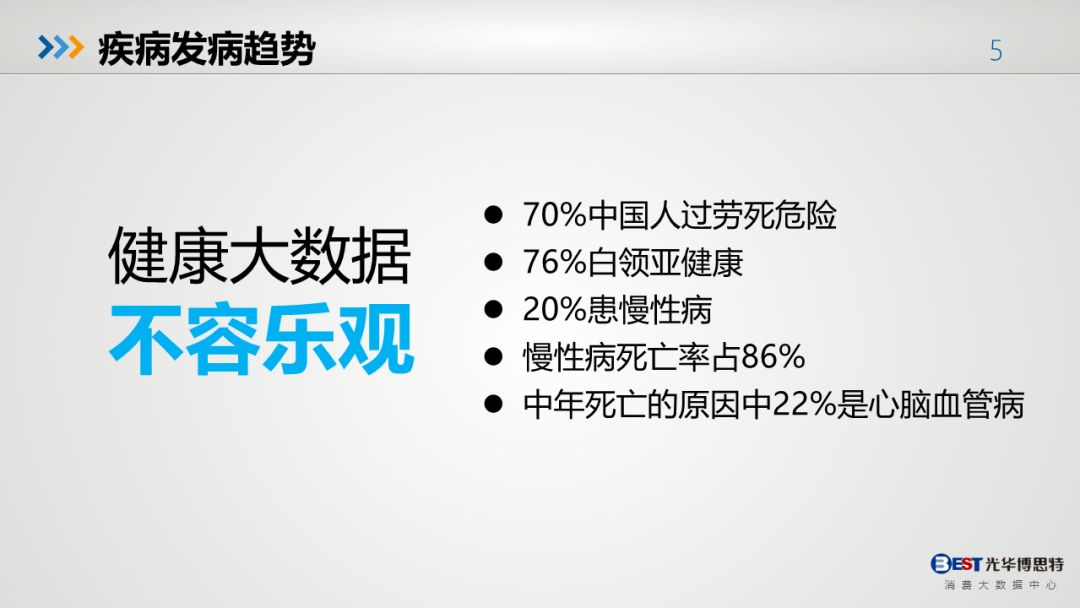 疾病发病趋势
5
健康大数据
不容乐观
● 70%中国人过劳死危险
● 76%白领亚健康
● 20%患慢性病
● 慢性病死亡率占86%
● 中年死亡的原因中22%是心脑血管病
BEST光华博思特
消费大数据中心